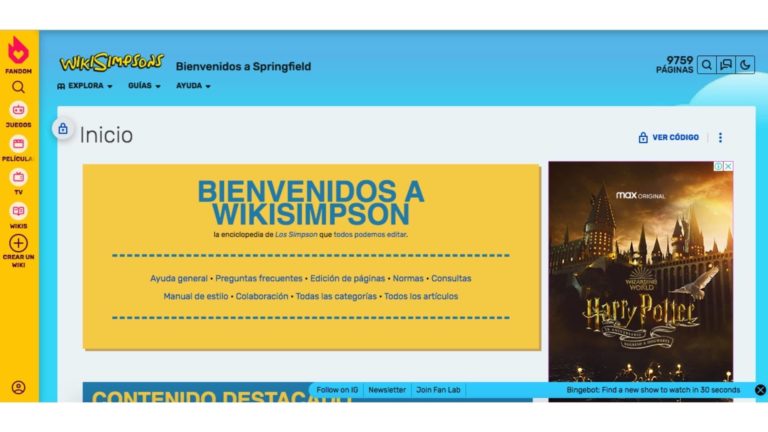 FANDOM
JUEGOS
PELÍCULA
TV
WIKIS
CREAR UN
WIKI
WIKISIMPSONS
Bienvenidos a Springfield
9759
PÁGINAS
EXPLORA
GUÍAS
AYUDA
Inicio
VER CÓDIGO
BIENVENIDOS A
WIKISIMPSON
la enciclopedia de Los Simpson que todos podemos editar.
Ayuda general • Preguntas frecuentes • Edición de páginas • Normas • Consultas
Manual de estilo • Colaboración • Todas las categorías • Todos los artículos
max ORIGINAL
WIZARDING
WORLD
Harry Potter
CONTENIDO DESTACADO
Follow on IG
Newsletter
Join Fan Lab
Bingebot: Find a new show to watch in 30 seconds